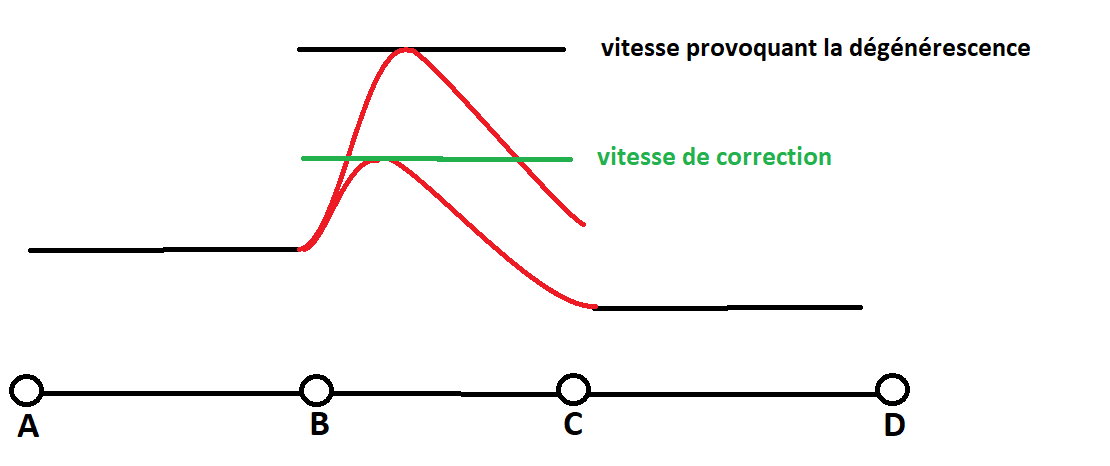 vitesse provoquant la dégénérescence
vitesse de correction
A
B
C
D